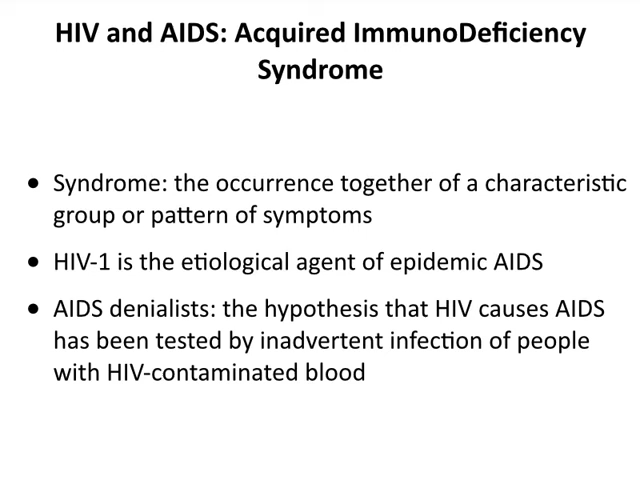 HIV and AIDS: Acquired ImmunoDeficiency
Syndrome
• Syndrome: the occurrence together of a characteristic
group or pattern of symptoms
• HIV-1 is the etiological agent of epidemic AIDS
• AIDS denialists: the hypothesis that HIV causes AIDS
has been tested by inadvertent infection of people
with HIV-contaminated blood